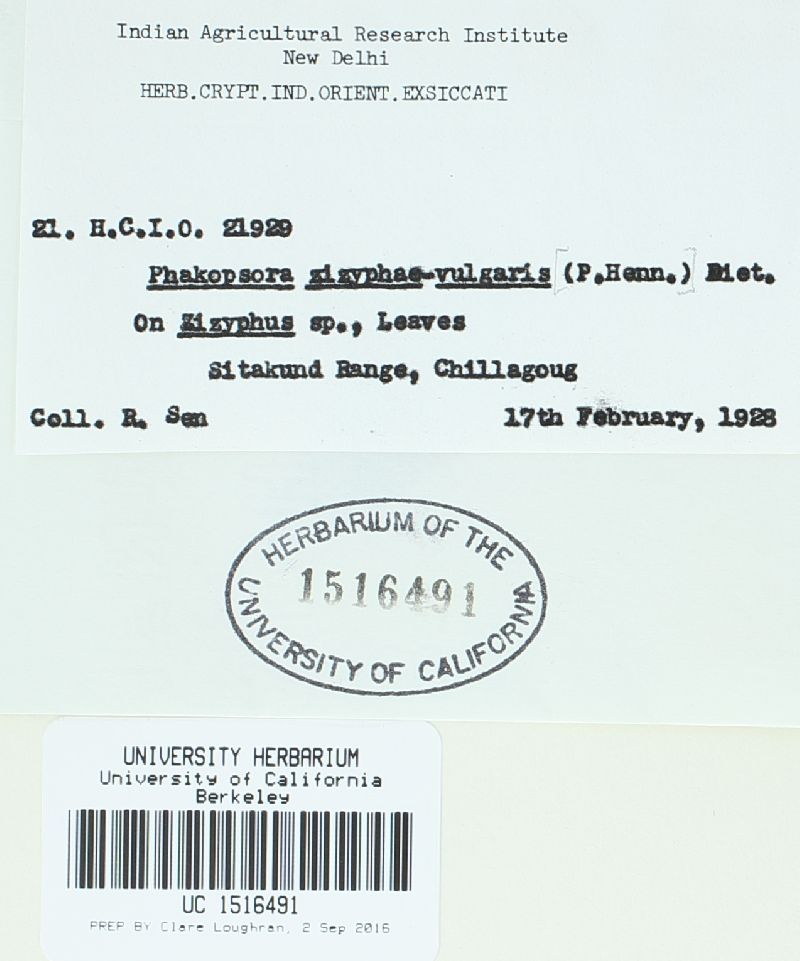 Indian Agricultural Research Institute
New Delhi
HERB.CRYPT.IND.ORIENT.EXSICCATI
21. H.C.I.O. 21929
Phakopsora zizyphae-vulgaris (P.Henn.) Diet.
On Zizyphus sp., Leaves
Sitakund Range, Chillagoug
Coll. R. Sen 17th February, 1928
HERBARIUM OF THE
1516491
UNIVERSITY OF CALIFORNIA
UNIVERSITY HERBARIUM
University of California
Berkeley
UC 1516491
PREP BY Clare Loughran, 2 Sep 2016